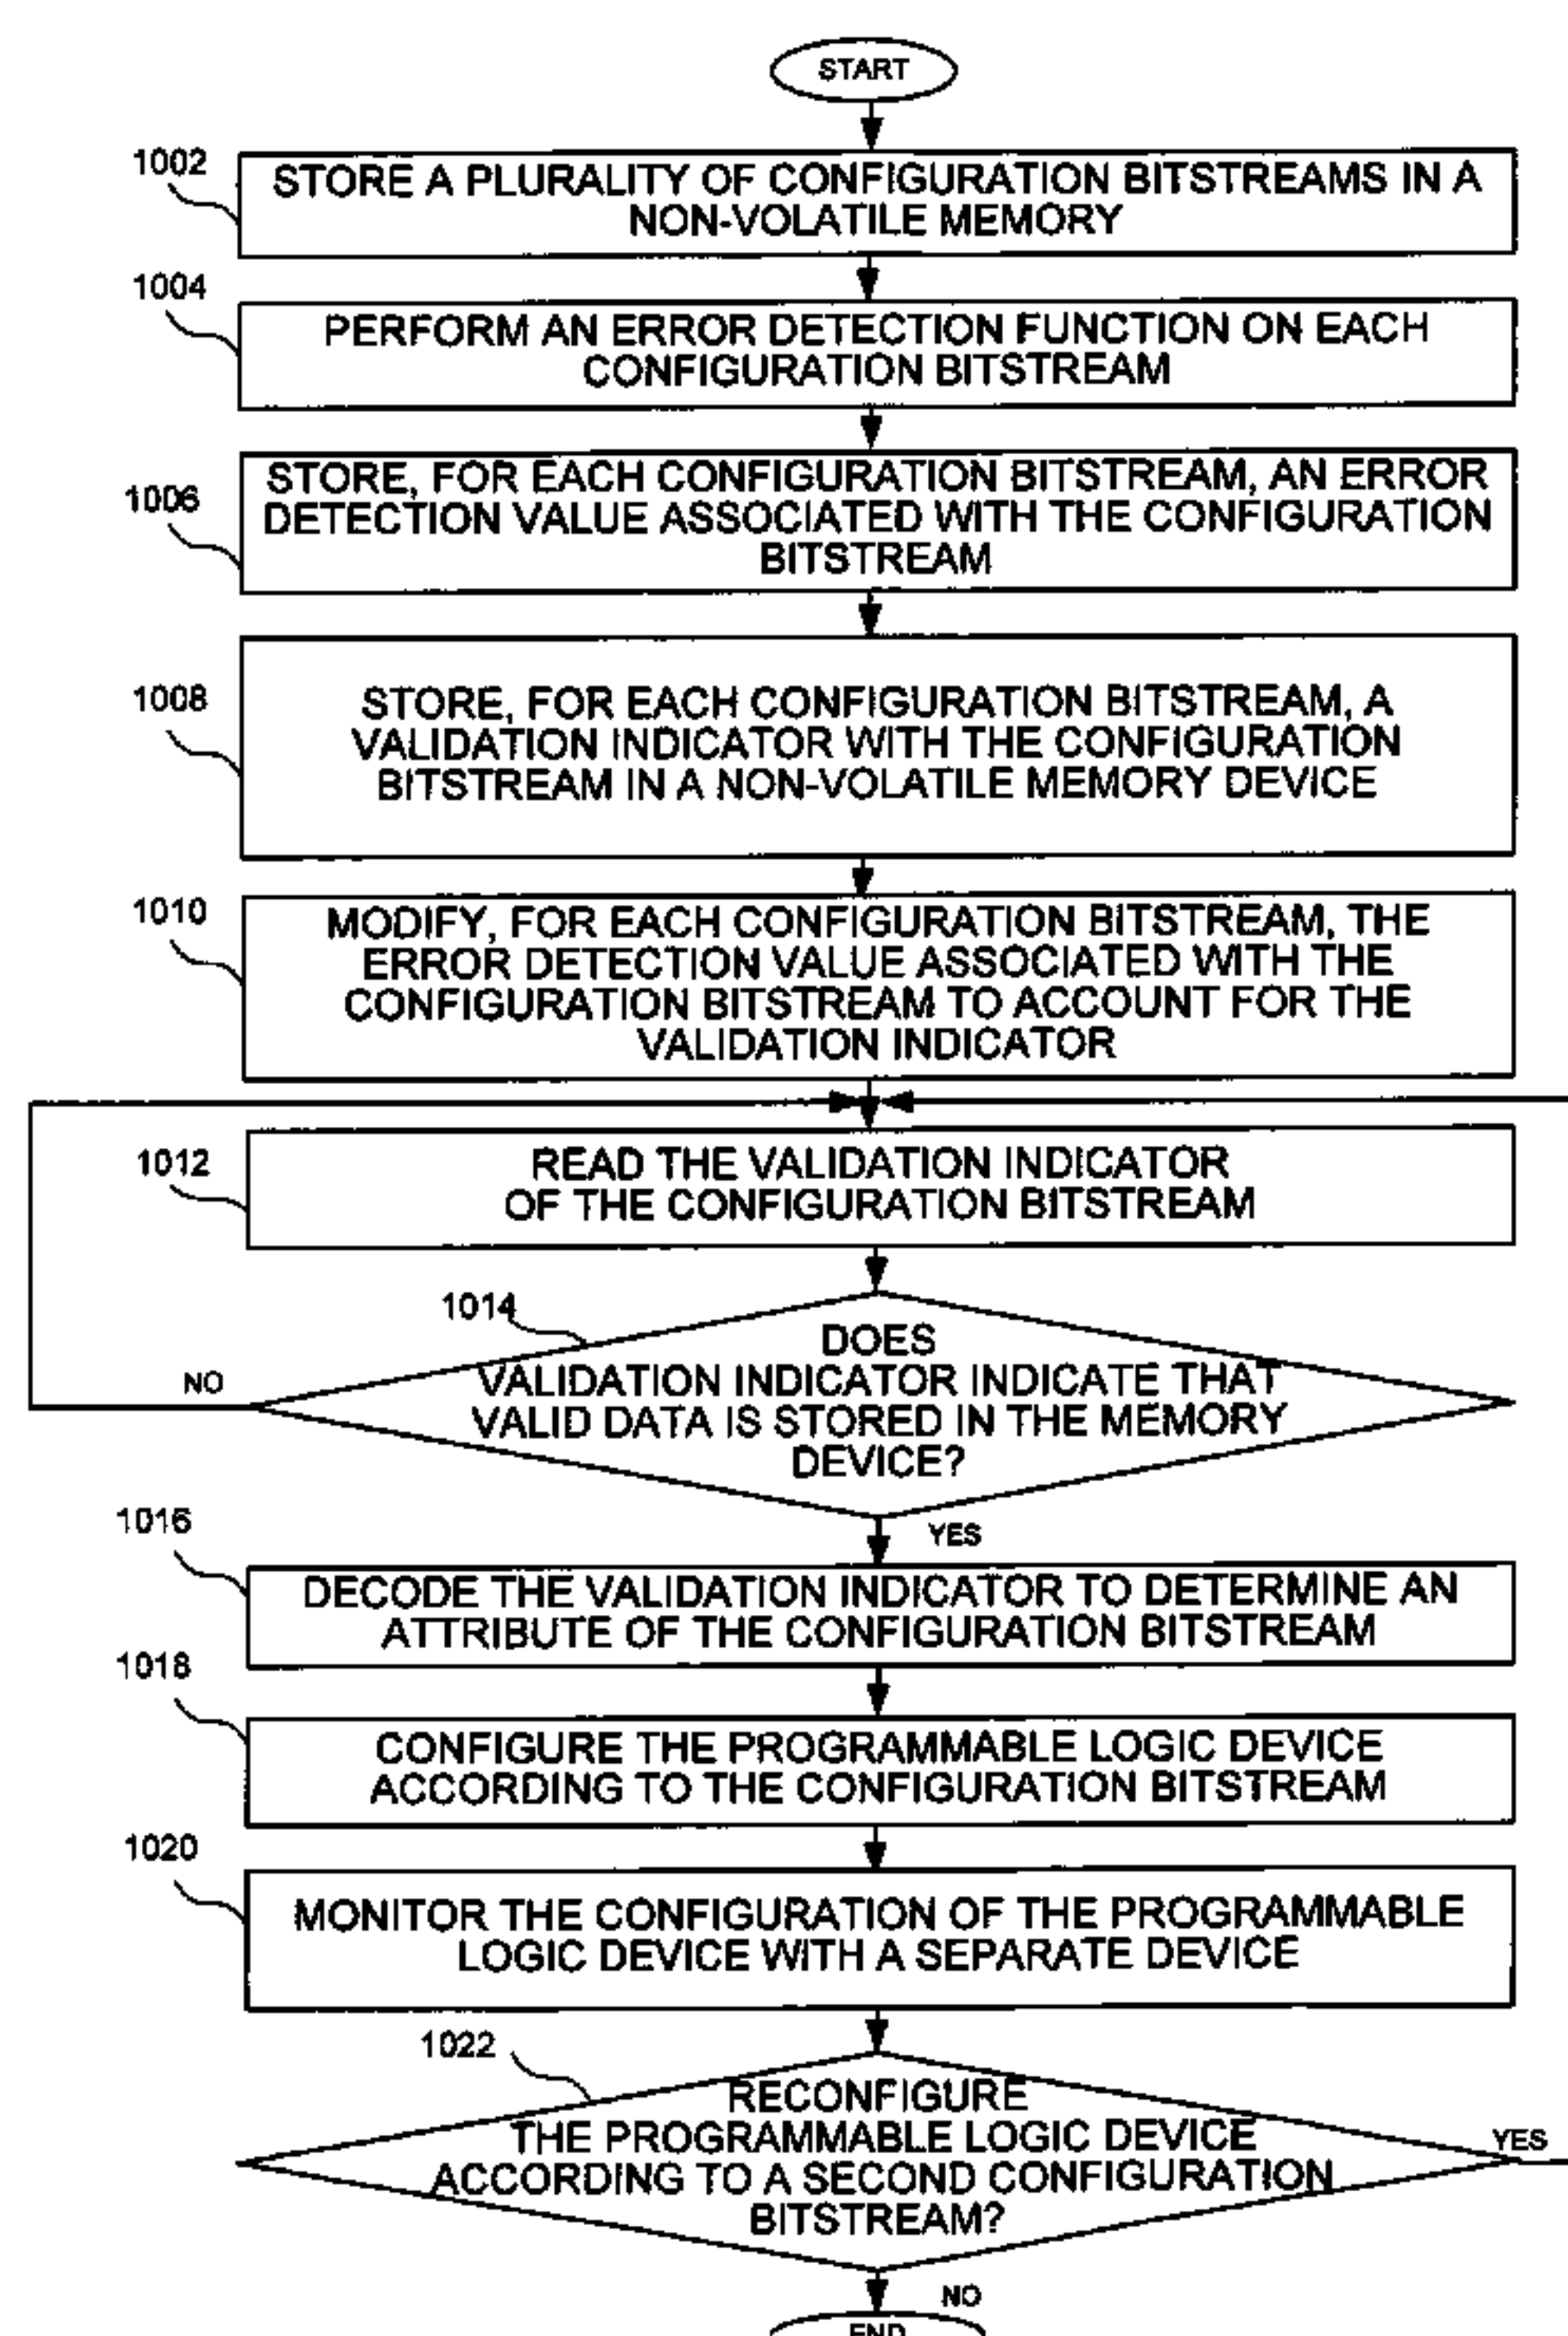 START
1002
STORE A PLURALITY OF CONFIGURATION BITSTREAMS IN A
NON-VOLATILE MEMORY
1004
PERFORM AN ERROR DETECTION FUNCTION ON EACH
CONFIGURATION BITSTREAM
1006
STORE, FOR EACH CONFIGURATION BITSTREAM, AN ERROR
DETECTION VALUE ASSOCIATED WITH THE CONFIGURATION
BITSTREAM
1008
STORE, FOR EACH CONFIGURATION BITSTREAM, A
VALIDATION INDICATOR WITH THE CONFIGURATION
BITSTREAM IN A NON-VOLATILE MEMORY DEVICE
1010
MODIFY, FOR EACH CONFIGURATION BITSTREAM, THE
ERROR DETECTION VALUE ASSOCIATED WITH THE
CONFIGURATION BITSTREAM TO ACCOUNT FOR THE
VALIDATION INDICATOR
1012
READ THE VALIDATION INDICATOR
OF THE CONFIGURATION BITSTREAM
1014
DOES
VALIDATION INDICATOR INDICATE THAT
VALID DATA IS STORED IN THE MEMORY
DEVICE?
NO
YES
1016
DECODE THE VALIDATION INDICATOR TO DETERMINE AN
ATTRIBUTE OF THE CONFIGURATION BITSTREAM
1018
CONFIGURE THE PROGRAMMABLE LOGIC DEVICE
ACCORDING TO THE CONFIGURATION BITSTREAM
1020
MONITOR THE CONFIGURATION OF THE PROGRAMMABLE
LOGIC DEVICE WITH A SEPARATE DEVICE
1022
RECONFIGURE
THE PROGRAMMABLE LOGIC DEVICE
ACCORDING TO A SECOND CONFIGURATION
BITSTREAM?
YES
NO
END